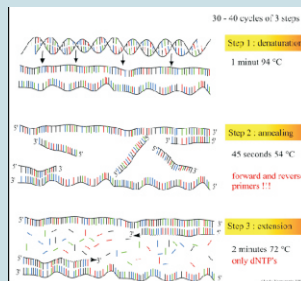 30 - 40 cycles of 3 steps
Step 1 : denaturation
1 minut 94 °C
Step 2 : annealing
45 seconds 54 °C
forward and reverse
primers !!!
Step 3 : extension
2 minutes 72 °C
only dNTP's